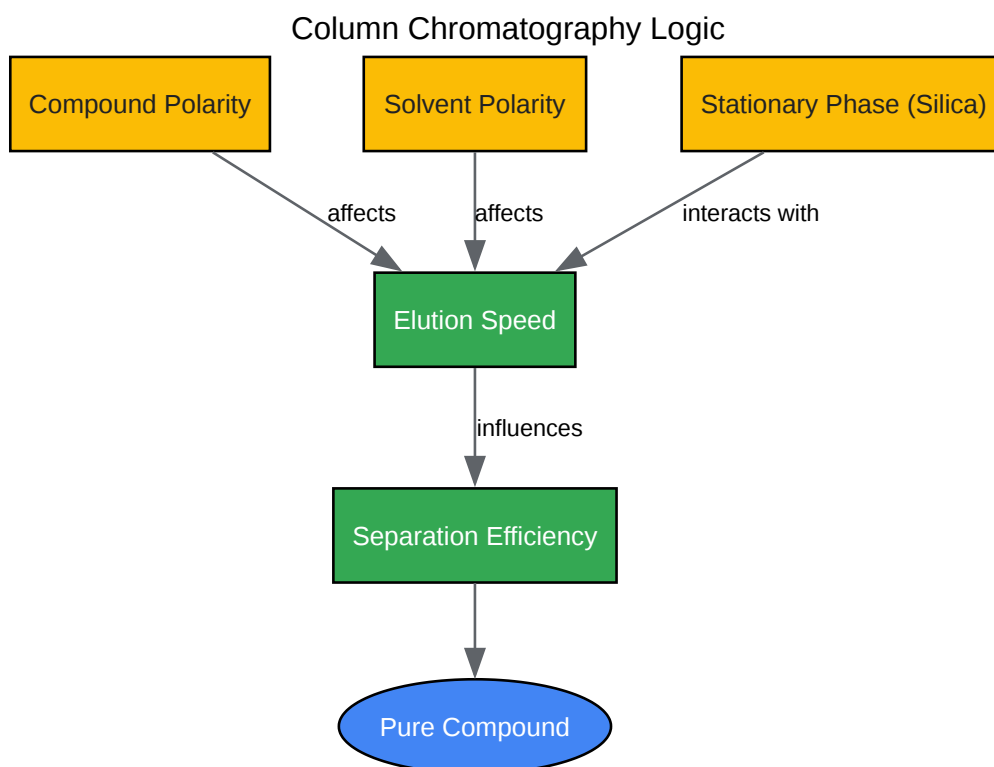 Column Chromatography Logic
Compound Polarity
Solvent Polarity
Stationary Phase (Silica)
affects
affects
interacts with
Elution Speed
influences
Separation Efficiency
Pure Compound